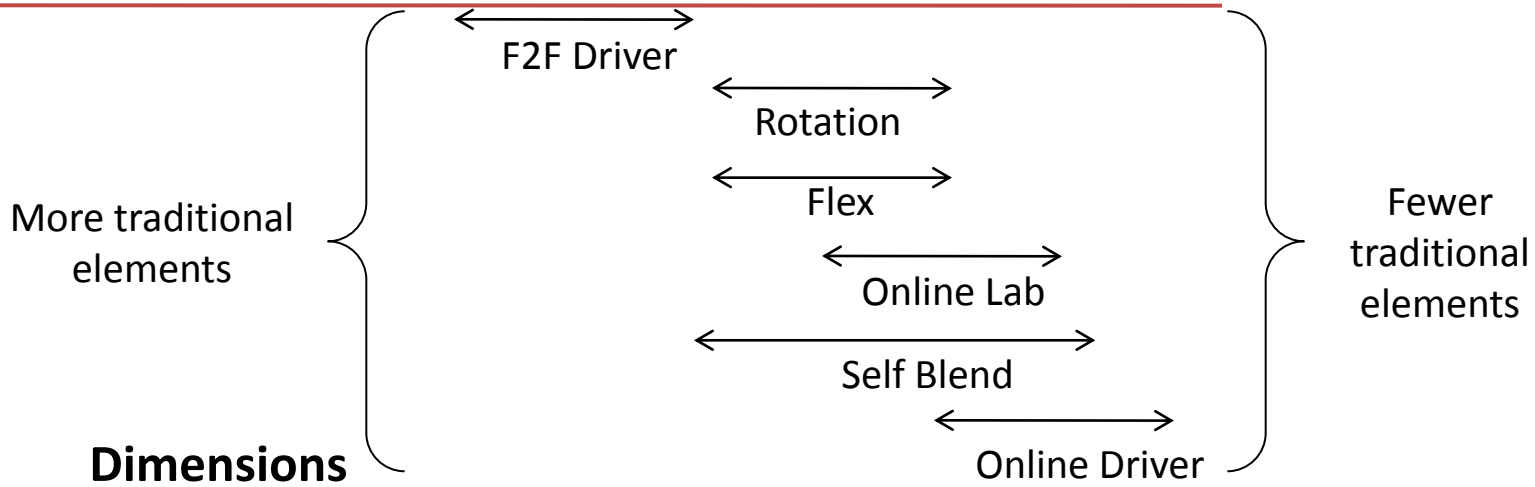 F2F Driver
Rotation
Flex
Online Lab
Self Blend
Online Driver
More traditional
elements
Fewer
traditional
elements
Dimensions